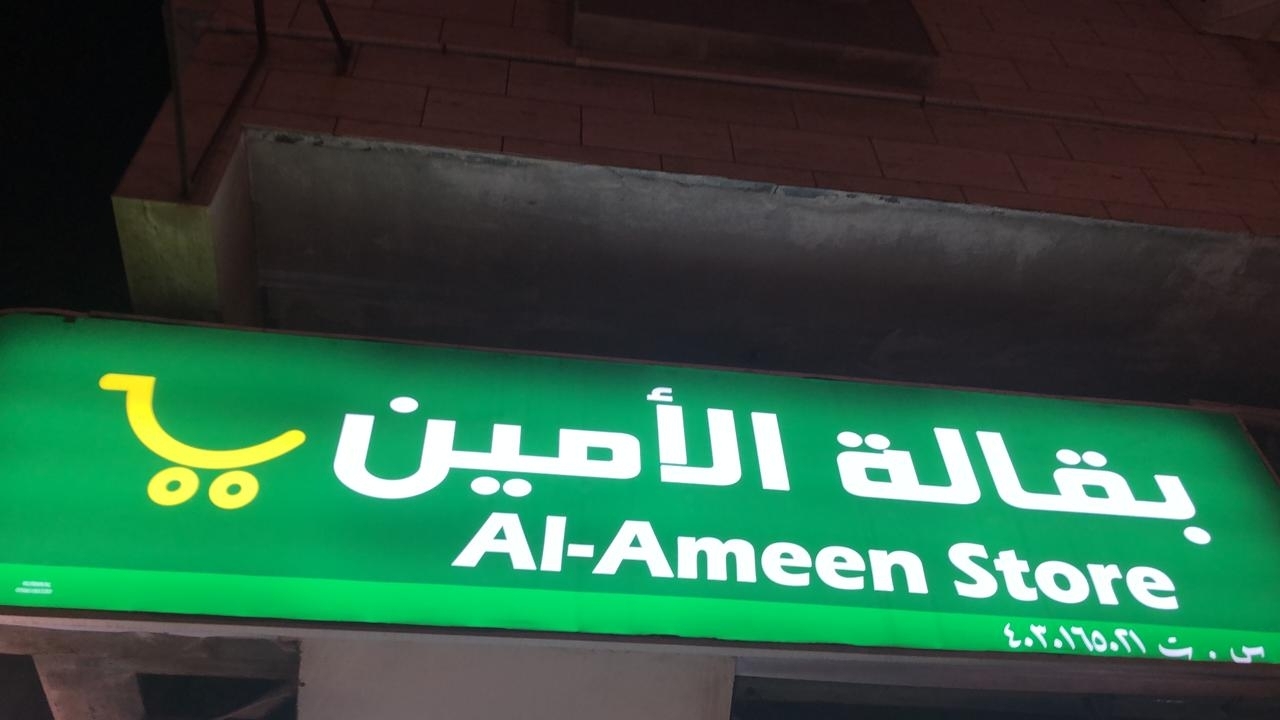 بقالة الأمين
Al-Ameen Store
س . ت ٤٠٣٠١٦٥٠٢١